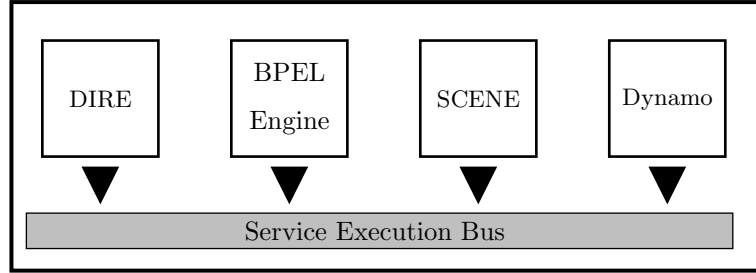 DIRE
BPEL
Engine
SCENE
Dynamo
Service Execution Bus